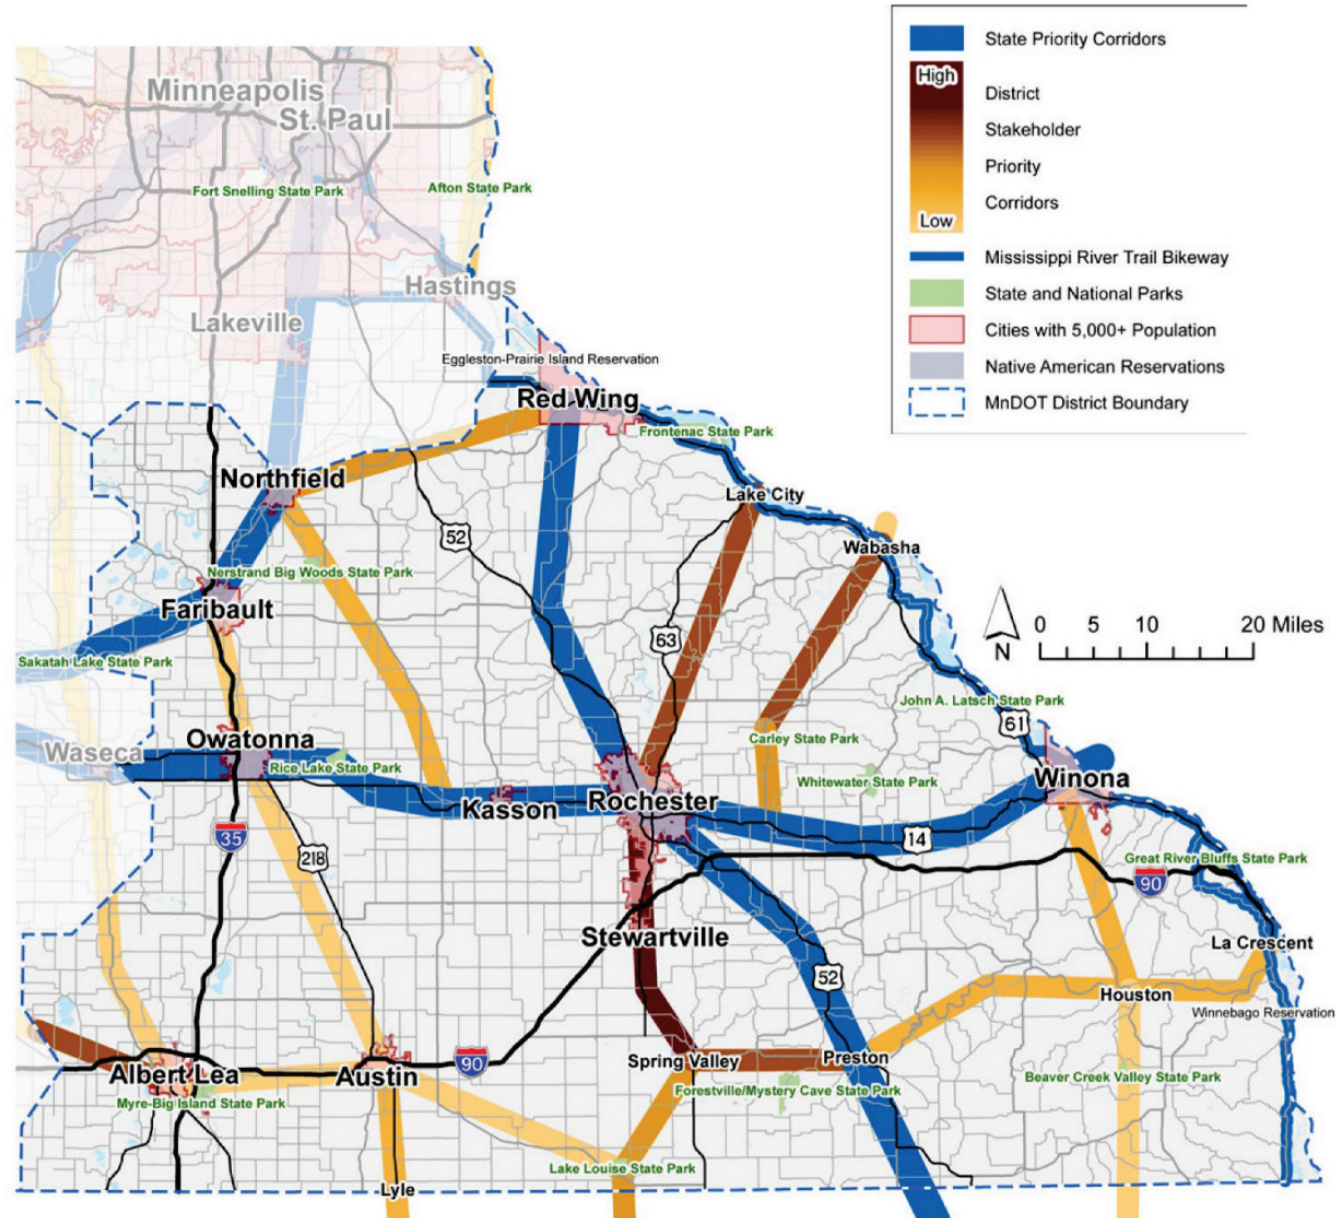 State Priority Corridors
High
District
Stakeholder
Priority
Corridors
Low
Mississippi River Trail Bikeway
State and National Parks
Cities with 5,000+ Population
Native American Reservations
MnDOT District Boundary
Minneapolis
St. Paul
Fort Snelling State Park
Afton State Park
Hastings
Lakeville
Eggleston-Prairie Island Reservation
Red Wing
Frontenac State Park
Northfield
Lake City
52
Wabasha
Nerstrand Big Woods State Park
Faribault
63
N
0 5 10 20 Miles
Sakatah Lake State Park
John A. Latsch State Park
61
Owatonna
Waseca
Carley State Park
Rice Lake State Park
Whitewater State Park
Winona
Kasson
Rochester
35
14
218
Great River Bluffs State Park
90
Stewartville
La Crescent
52
Houston
Winnebago Reservation
90
Spring Valley
Preston
Albert Lea
Austin
Beaver Creek Valley State Park
Forestville/Mystery Cave State Park
Myre-Big Island State Park
Lake Louise State Park
Lyle